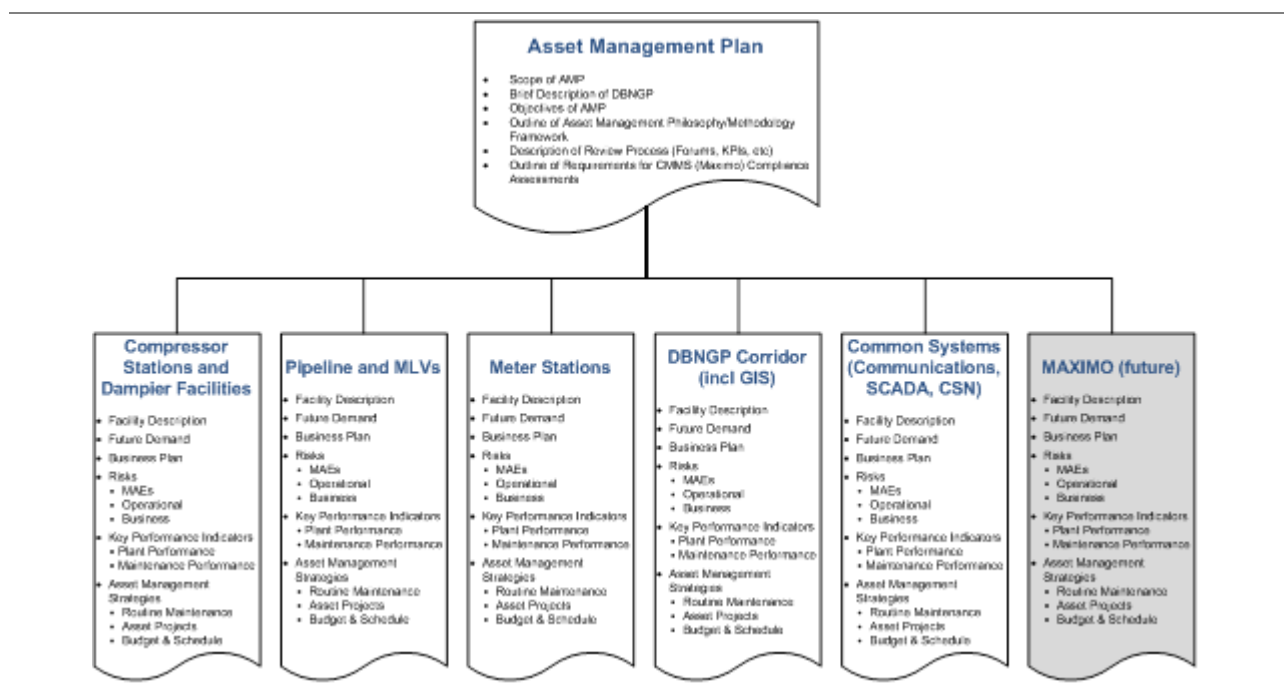 Asset Management Plan
• Scope of AMP
• Brief Description of DBNGP
• Objectives of AMP
• Outline of Asset Management Philosophy/Methodology
Framework
• Description of Review Process (Forums, KPIs, etc)
• Outline of Requirements for CMMS (Maximo) Compliance
Assessments
Compressor
Stations and
Dampier Facilities
• Facility Description
• Future Demand
• Business Plan
• Risks
• MAEs
• Operational
• Business
• Key Performance Indicators
• Plant Performance
• Maintenance Performance
• Asset Management
Strategies
• Routine Maintenance
• Asset Projects
• Budget & Schedule
Pipeline and MLVs
• Facility Description
• Future Demand
• Business Plan
• Risks
• MAEs
• Operational
• Business
• Key Performance Indicators
• Plant Performance
• Maintenance Performance
• Asset Management
Strategies
• Routine Maintenance
• Asset Projects
• Budget & Schedule
Meter Stations
• Facility Description
• Future Demand
• Business Plan
• Risks
• MAEs
• Operational
• Business
• Key Performance Indicators
• Plant Performance
• Maintenance Performance
• Asset Management
Strategies
• Routine Maintenance
• Asset Projects
• Budget & Schedule
DBNGP Corridor
(incl GIS)
• Facility Description
• Future Demand
• Business Plan
• Risks
• MAEs
• Operational
• Business
• Key Performance Indicators
• Plant Performance
• Maintenance Performance
• Asset Management
Strategies
• Routine Maintenance
• Asset Projects
• Budget & Schedule
Common Systems
(Communications,
SCADA, CSN)
• Facility Description
• Future Demand
• Business Plan
• Risks
• MAEs
• Operational
• Business
• Key Performance Indicators
• Plant Performance
• Maintenance Performance
• Asset Management
Strategies
• Routine Maintenance
• Asset Projects
• Budget & Schedule
MAXIMO (future)
• Facility Description
• Future Demand
• Business Plan
• Risks
• MAEs
• Operational
• Business
• Key Performance Indicators
• Plant Performance
• Maintenance Performance
• Asset Management
Strategies
• Routine Maintenance
• Asset Projects
• Budget & Schedule